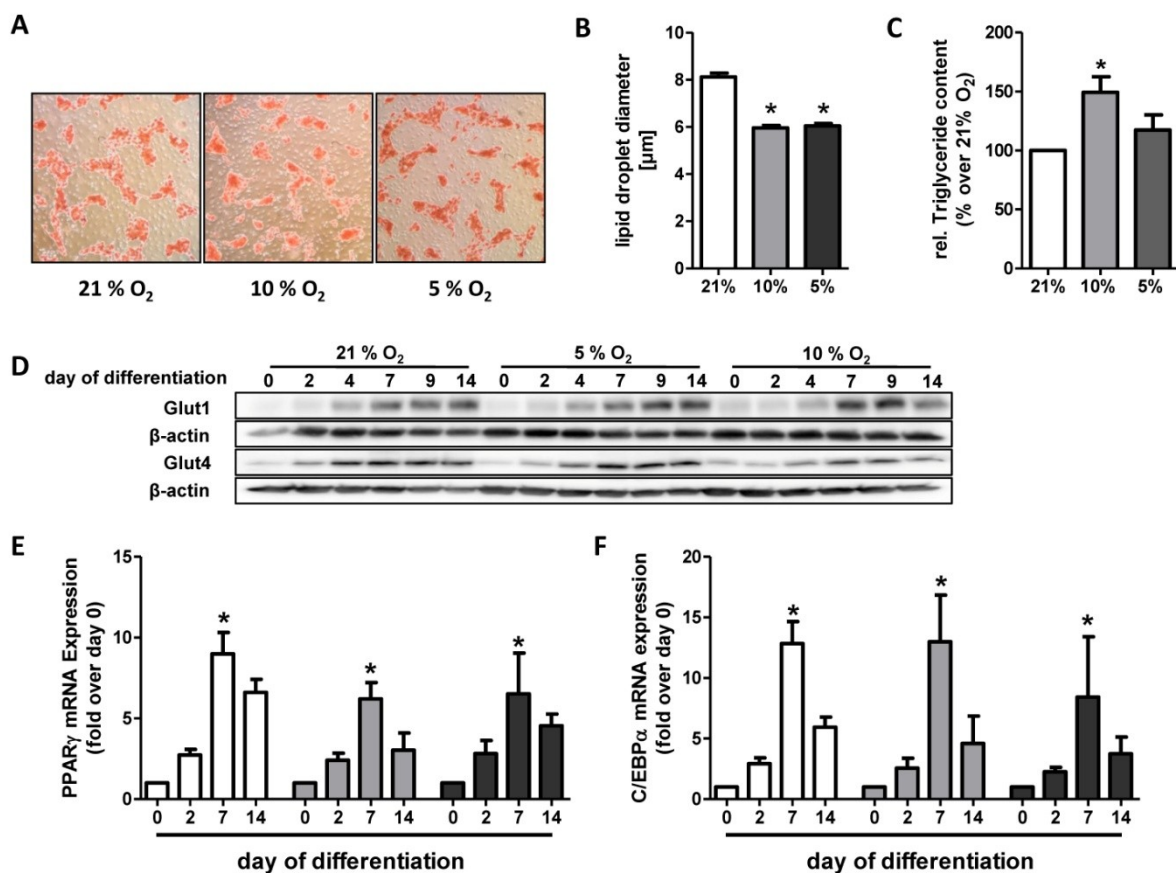 A
21 % O₂
10 % O₂
5 % O₂
B
lipid droplet diameter
[µm]
10
8
6
4
2
0
*
*
21%
10%
5%
C
rel. Triglyceride content
(% over 21% O₂)
200
150
100
50
0
*
21%
10%
5%
D
21 % O₂
5 % O₂
10 % O₂
day of differentiation
0 2 4 7 9 14 0 2 4 7 9 14 0 2 4 7 9 14
Glut1
β-actin
Glut4
β-actin
E
PPARγ mRNA Expression
(fold over day 0)
15
10
5
0
*
*
*
0 2 7 14 0 2 7 14 0 2 7 14
day of differentiation
F
C/EBPα mRNA expression
(fold over day 0)
20
15
10
5
0
*
*
*
0 2 7 14 0 2 7 14 0 2 7 14
day of differentiation